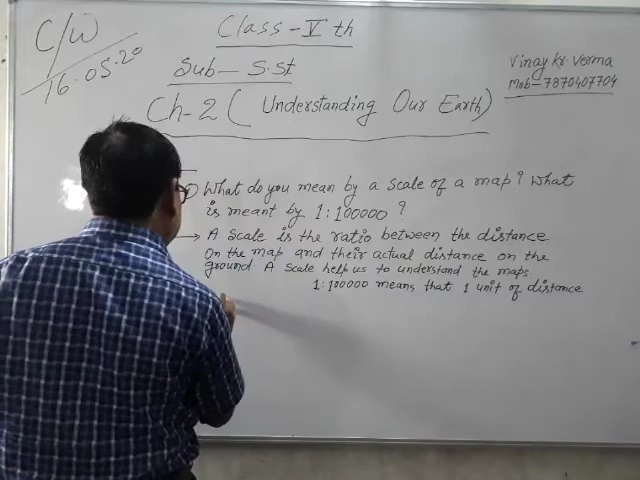 C/W
16.05.20
Class - V th
Sub - S.St
Ch-2 ( Understanding Our Earth)
Vinay Kr. Verma
Mob - 7870407704
What do you mean by a scale of a map? What
is meant by 1:100000 ?
→ A scale is the ratio between the distance
on the map and their actual distance on the
ground A scale help us to understand the maps
1:100000 means that 1 unit of distance